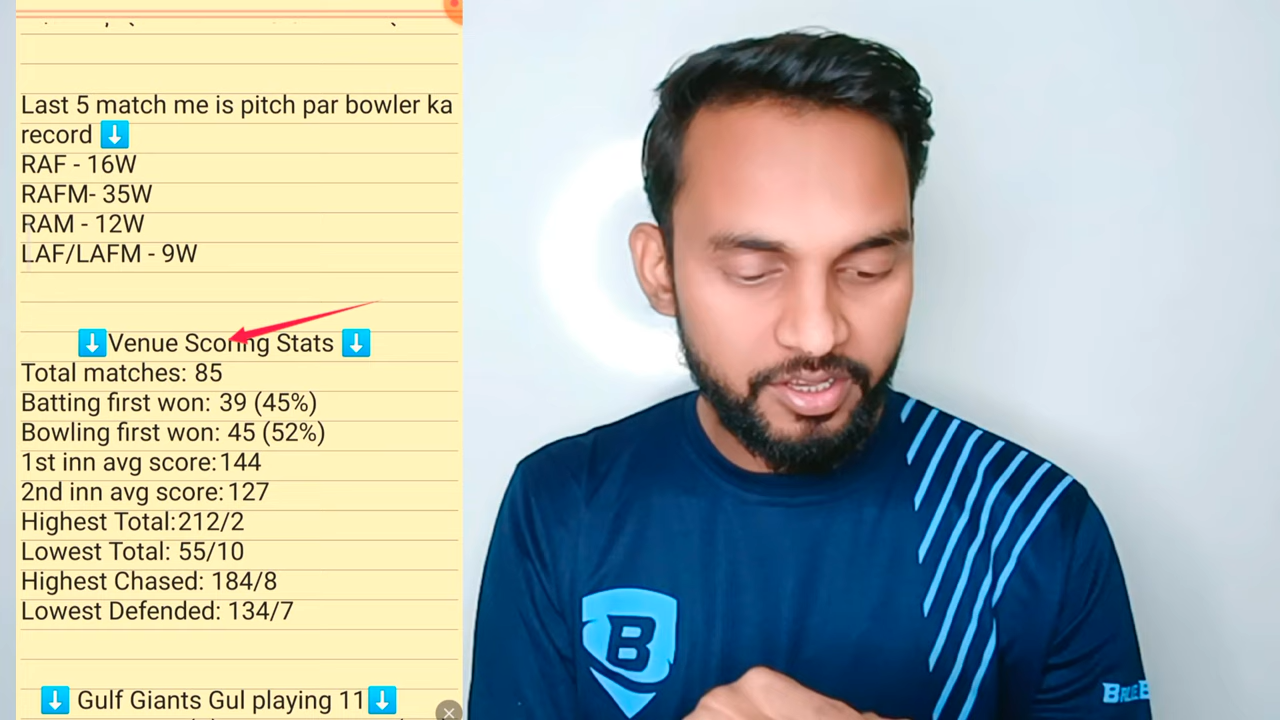 Last 5 match me is pitch par bowler ka
record ⬇️
RAF - 16W
RAFM- 35W
RAM - 12W
LAF/LAFM - 9W
⬇️Venue Scoring Stats ⬇️
Total matches: 85
Batting first won: 39 (45%)
Bowling first won: 45 (52%)
1st inn avg score:144
2nd inn avg score:127
Highest Total:212/2
Lowest Total: 55/10
Highest Chased: 184/8
Lowest Defended: 134/7
⬇️ Gulf Giants Gul playing 11⬇️
B